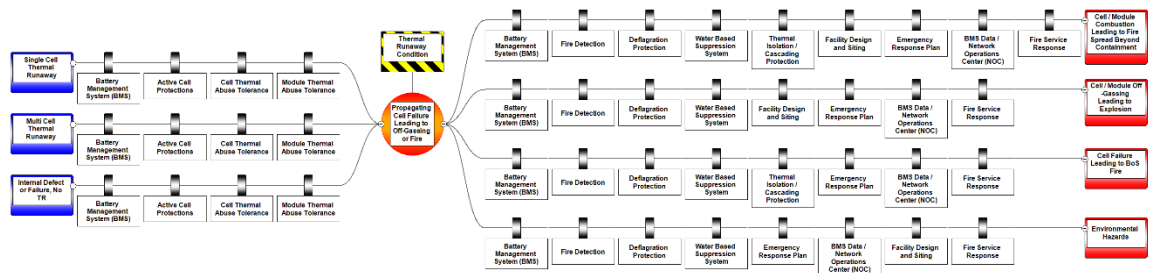 Thermal
Runaway
Condition
Single Cell
Thermal
Runaway
Battery
Management
System (BMS)
Active Cell
Protections
Cell Thermal
Abuse Tolerance
Module Thermal
Abuse Tolerance
Multi Cell
Thermal
Runaway
Battery
Management
System (BMS)
Active Cell
Protections
Cell Thermal
Abuse Tolerance
Module Thermal
Abuse Tolerance
Internal Defect
or Failure, No
TR
Battery
Management
System (BMS)
Active Cell
Protections
Cell Thermal
Abuse Tolerance
Module Thermal
Abuse Tolerance
Propagating
Cell Failure
Leading to
Off-Gassing
or Fire
Battery
Management
System (BMS)
Fire Detection
Deflagration
Protection
Water Based
Suppression
System
Thermal
Isolation /
Cascading
Protection
Facility Design
and Siting
Emergency
Response Plan
BMS Data /
Network
Operations
Center (NOC)
Fire Service
Response
Cell / Module
Combustion
Leading to Fire
Spread Beyond
Containment
Battery
Management
System (BMS)
Fire Detection
Deflagration
Protection
Water Based
Suppression
System
Facility Design
and Siting
Emergency
Response Plan
BMS Data /
Network
Operations
Center (NOC)
Fire Service
Response
Cell / Module Off
-Gassing
Leading to
Explosion
Battery
Management
System (BMS)
Fire Detection
Deflagration
Protection
Water Based
Suppression
System
Thermal
Isolation /
Cascading
Protection
Emergency
Response Plan
BMS Data /
Network
Operations
Center (NOC)
Fire Service
Response
Cell Failure
Leading to BoS
Fire
Battery
Management
System (BMS)
Fire Detection
Deflagration
Protection
Water Based
Suppression
System
Emergency
Response Plan
BMS Data /
Network
Operations
Center (NOC)
Facility Design
and Siting
Fire Service
Response
Environmental
Hazards